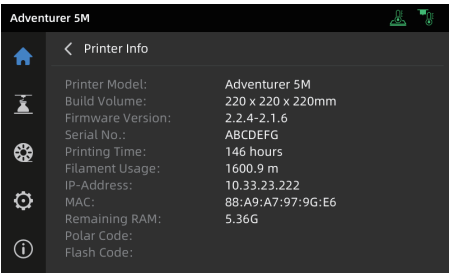 Adventurer 5M
Printer Info
Printer Model: Adventurer 5M
Build Volume: 220 x 220 x 220mm
Firmware Version: 2.2.4-2.1.6
Serial No.: ABCDEFG
Printing Time: 146 hours
Filament Usage: 1600.9 m
IP-Address: 10.33.23.222
MAC: 88:A9:A7:97:9G:E6
Remaining RAM: 5.36G
Polar Code:
Flash Code: